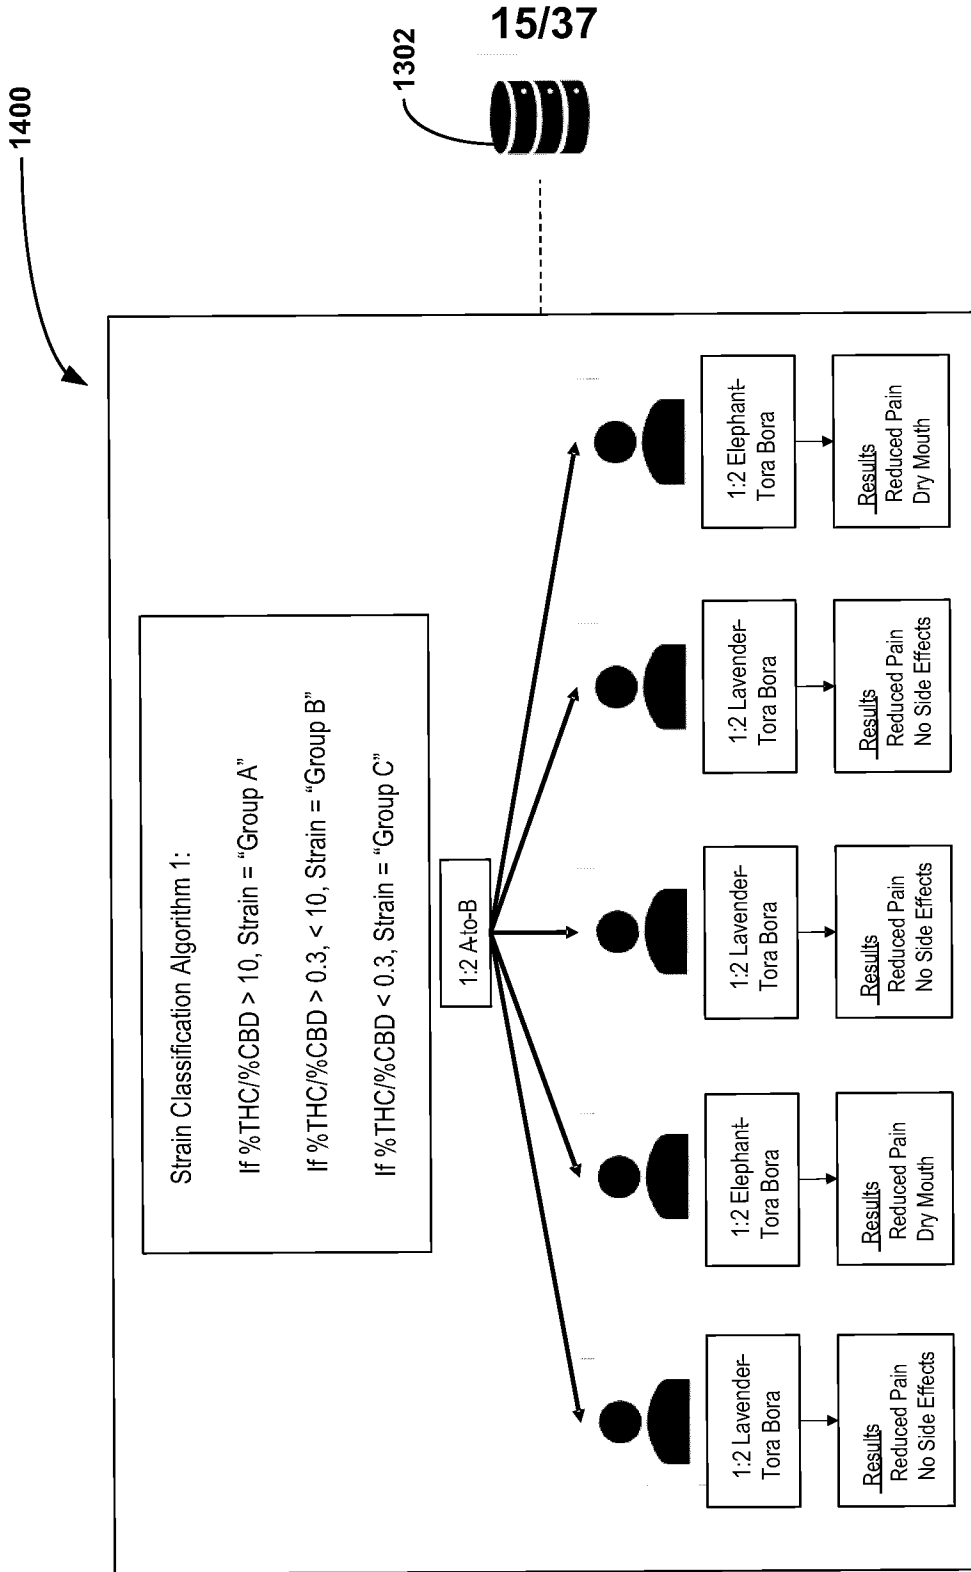 15/37
1400
1302
Strain Classification Algorithm 1:
If %THC/%CBD > 10, Strain = “Group A”
If %THC/%CBD > 0.3, < 10, Strain = “Group B”
If %THC/%CBD < 0.3, Strain = “Group C”
1:2 A-to-B
1:2 Lavender-
Tora Bora
Results
Reduced Pain
No Side Effects
1:2 Elephant-
Tora Bora
Results
Reduced Pain
Dry Mouth
1:2 Lavender-
Tora Bora
Results
Reduced Pain
No Side Effects
1:2 Lavender-
Tora Bora
Results
Reduced Pain
No Side Effects
1:2 Elephant-
Tora Bora
Results
Reduced Pain
Dry Mouth